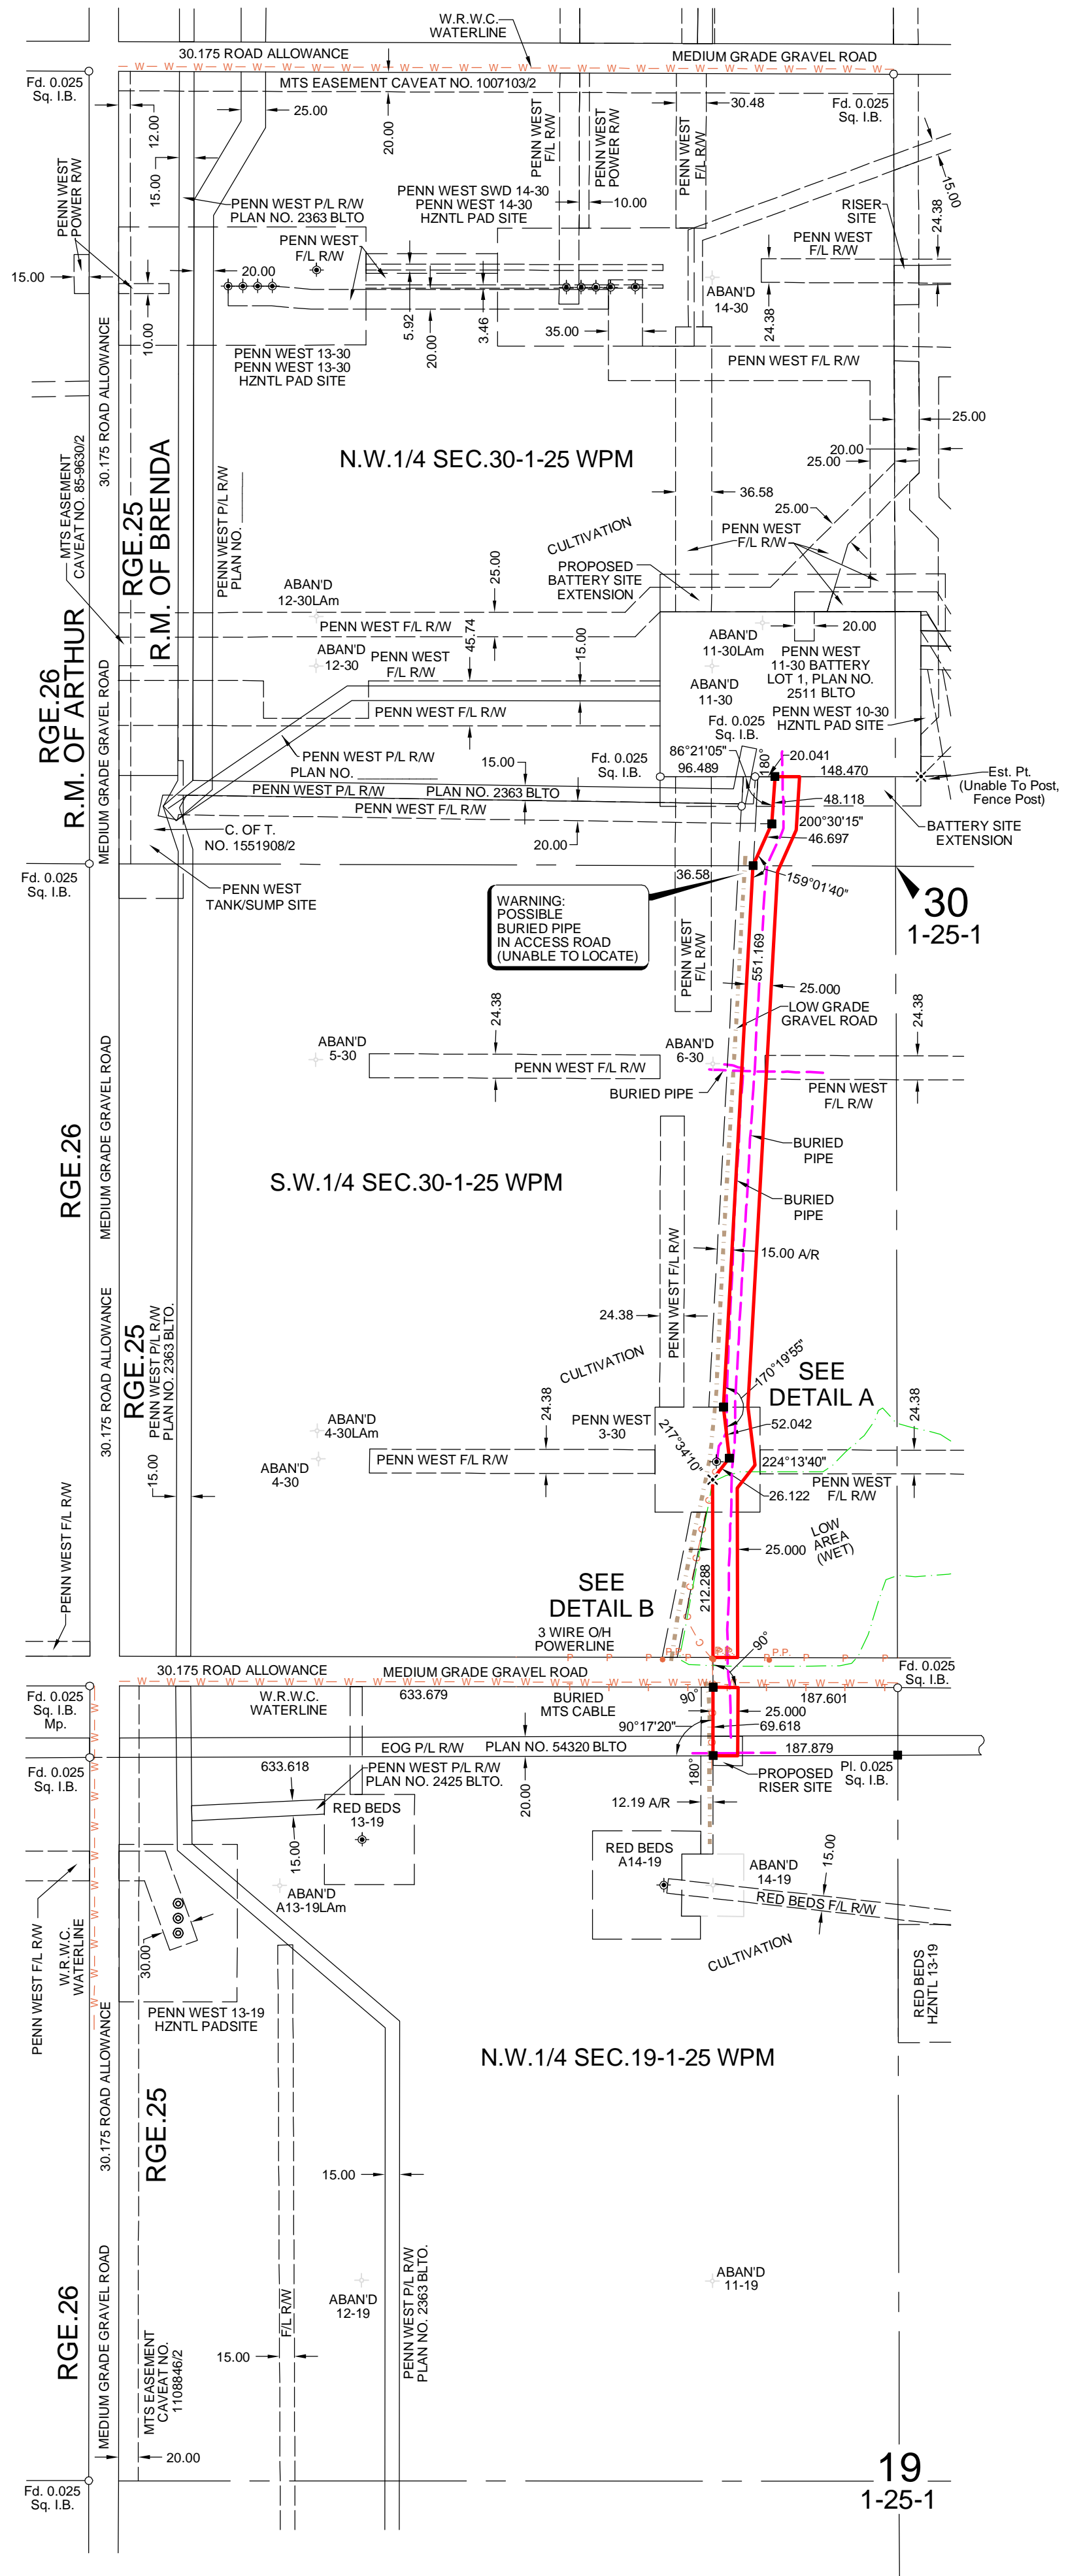 W.R.W.C.
WATERLINE
30.175 ROAD ALLOWANCE
MEDIUM GRADE GRAVEL ROAD
W W W W W W W W W W W W W W W W W W W W
Fd. 0.025
Sq. I.B.
MTS EASEMENT CAVEAT NO. 1007103/2
Fd. 0.025
Sq. I.B.
12.00
25.00
20.00
30.48
PENN WEST
F/L R/W
PENN WEST
POWER R/W
PENN WEST
F/L R/W
15.00
PENN WEST
POWER R/W
15.00
PENN WEST P/L R/W
PLAN NO. 2363 BLTO
PENN WEST SWD 14-30
PENN WEST 14-30
HZNTL PAD SITE
10.00
RISER
SITE
24.38
PENN WEST
F/L R/W
PENN WEST
F/L R/W
15.00
20.00
ABAN'D
14-30
10.00
5.92
20.00
3.46
35.00
24.38
PENN WEST 13-30
PENN WEST 13-30
HZNTL PAD SITE
PENN WEST F/L R/W
30.175 ROAD ALLOWANCE
25.00
N.W.1/4 SEC.30-1-25 WPM
20.00
25.00
MTS EASEMENT
CAVEAT NO. 85-9630/2
RGE.25
R.M. OF BRENDA
PENN WEST P/L R/W
PLAN NO.
36.58
25.00
CULTIVATION
PENN WEST
F/L R/W
PROPOSED
BATTERY SITE
EXTENSION
ABAN'D
12-30LAm
25.00
PENN WEST F/L R/W
45.74
15.00
20.00
ABAN'D
11-30LAm
RGE.26
R.M. OF ARTHUR
ABAN'D
12-30
PENN WEST
F/L R/W
PENN WEST
11-30 BATTERY
LOT 1, PLAN NO.
2511 BLTO
ABAN'D
11-30
PENN WEST F/L R/W
PENN WEST 10-30
HZNTL PAD SITE
Fd. 0.025
Sq. I.B.
MEDIUM GRADE GRAVEL ROAD
PENN WEST P/L R/W
PLAN NO.
15.00
Fd. 0.025
Sq. I.B.
86°21'05"
96.489
180°
20.041
148.470
Est. Pt.
(Unable To Post,
Fence Post)
PENN WEST P/L R/W
PLAN NO. 2363 BLTO
48.118
PENN WEST F/L R/W
200°30'15"
BATTERY SITE
EXTENSION
C. OF T.
NO. 1551908/2
20.00
46.697
Fd. 0.025
Sq. I.B.
36.58
159°01'40"
PENN WEST
TANK/SUMP SITE
WARNING:
POSSIBLE
BURIED PIPE
IN ACCESS ROAD
(UNABLE TO LOCATE)
30
1-25-1
PENN WEST
F/L R/W
551.169
25.000
LOW GRADE
GRAVEL ROAD
24.38
24.38
ABAN'D
5-30
PENN WEST F/L R/W
ABAN'D
6-30
BURIED PIPE
PENN WEST
F/L R/W
MEDIUM GRADE GRAVEL ROAD
RGE.26
BURIED
PIPE
S.W.1/4 SEC.30-1-25 WPM
BURIED
PIPE
15.00 A/R
PENN WEST F/L R/W
30.175 ROAD ALLOWANCE
RGE.25
PENN WEST P/L R/W
PLAN NO. 2363 BLTO.
24.38
CULTIVATION
170°19'55"
SEE
DETAIL A
24.38
24.38
ABAN'D
4-30LAm
PENN WEST
3-30
52.042
217°34'10"
15.00
ABAN'D
4-30
PENN WEST F/L R/W
224°13'40"
PENN WEST
F/L R/W
26.122
PENN WEST F/L R/W
LOW
AREA
(WET)
25.000
212.288
C C C C C
SEE
DETAIL B
3 WIRE O/H
POWERLINE
90°
P P P P.P. P P P.P. P P P
30.175 ROAD ALLOWANCE
MEDIUM GRADE GRAVEL ROAD
Fd. 0.025
Sq. I.B.
Fd. 0.025
Sq. I.B.
Mp.
W.R.W.C.
WATERLINE
633.679
BURIED
MTS CABLE
90°
187.601
25.000
90°17'20"
69.618
EOG P/L R/W
PLAN NO. 54320 BLTO
187.879
Fd. 0.025
Sq. I.B.
633.618
PENN WEST P/L R/W
PLAN NO. 2425 BLTO.
20.00
180°
PROPOSED
RISER SITE
Pl. 0.025
Sq. I.B.
12.19 A/R
RED BEDS
13-19
15.00
RED BEDS
A14-19
ABAN'D
14-19
15.00
RED BEDS F/L R/W
ABAN'D
A13-19LAm
PENN WEST F/L R/W
W.R.W.C.
WATERLINE
30.00
CULTIVATION
RED BEDS
HZNTL 13-19
PENN WEST 13-19
HZNTL PADSITE
N.W.1/4 SEC.19-1-25 WPM
30.175 ROAD ALLOWANCE
RGE.25
15.00
RGE.26
MEDIUM GRADE GRAVEL ROAD
MTS EASEMENT
CAVEAT NO.
1108846/2
F/L R/W
ABAN'D
12-19
PENN WEST P/L R/W
PLAN NO. 2363 BLTO.
ABAN'D
11-19
15.00
20.00
Fd. 0.025
Sq. I.B.
19
1-25-1